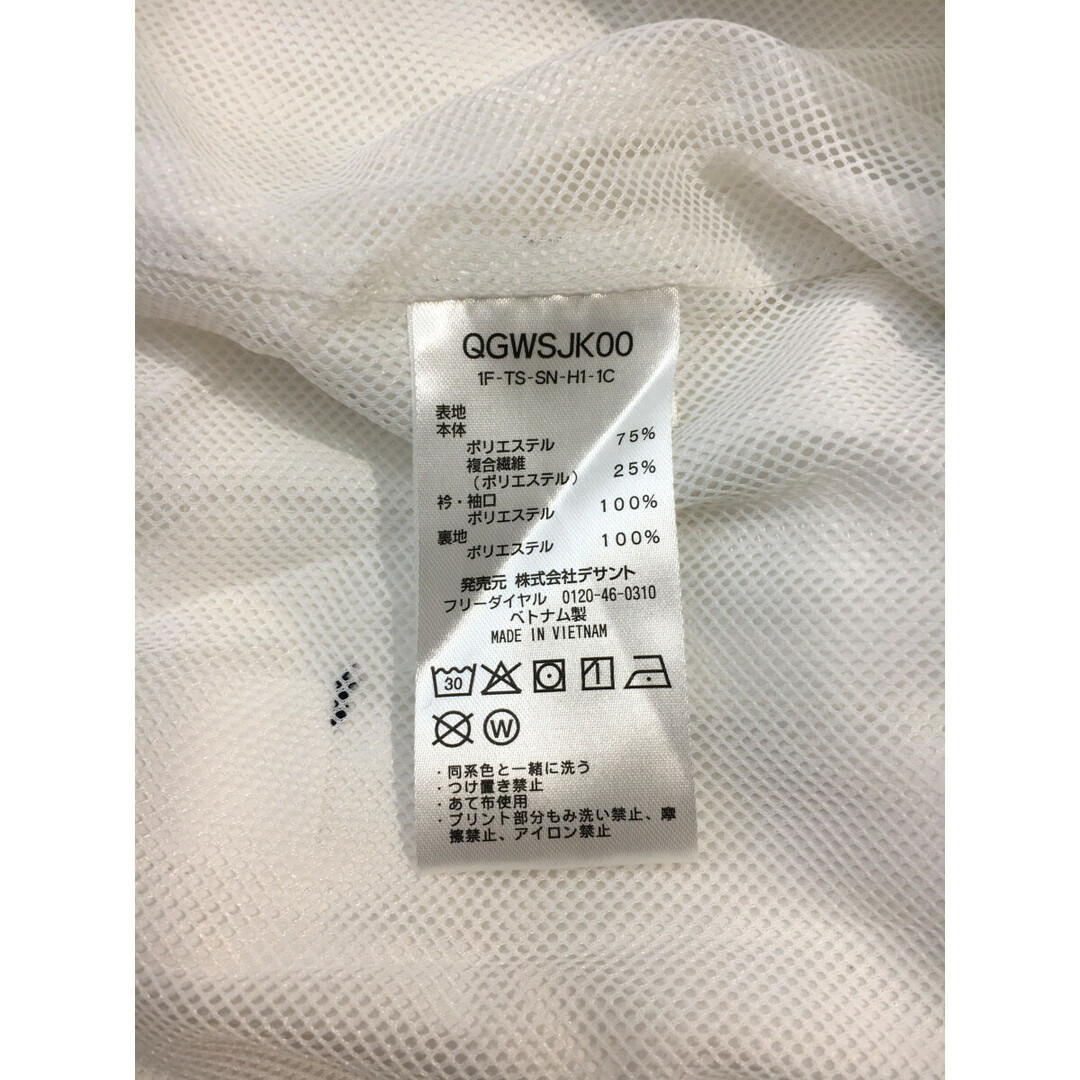 QGWSJK00
1F-TS-SN-H1-1C
表地
本体
ポリエステル 75%
複合繊維
(ポリエステル) 25%
衿・袖口
ポリエステル 100%
裏地
ポリエステル 100%
発売元 株式会社デサント
フリーダイヤル 0120-46-0310
ベトナム製
MADE IN VIETNAM
30
W
・同系色と一緒に洗う
・つけ置き禁止
・あて布使用
・プリント部分もみ洗い禁止、摩
擦禁止、アイロン禁止